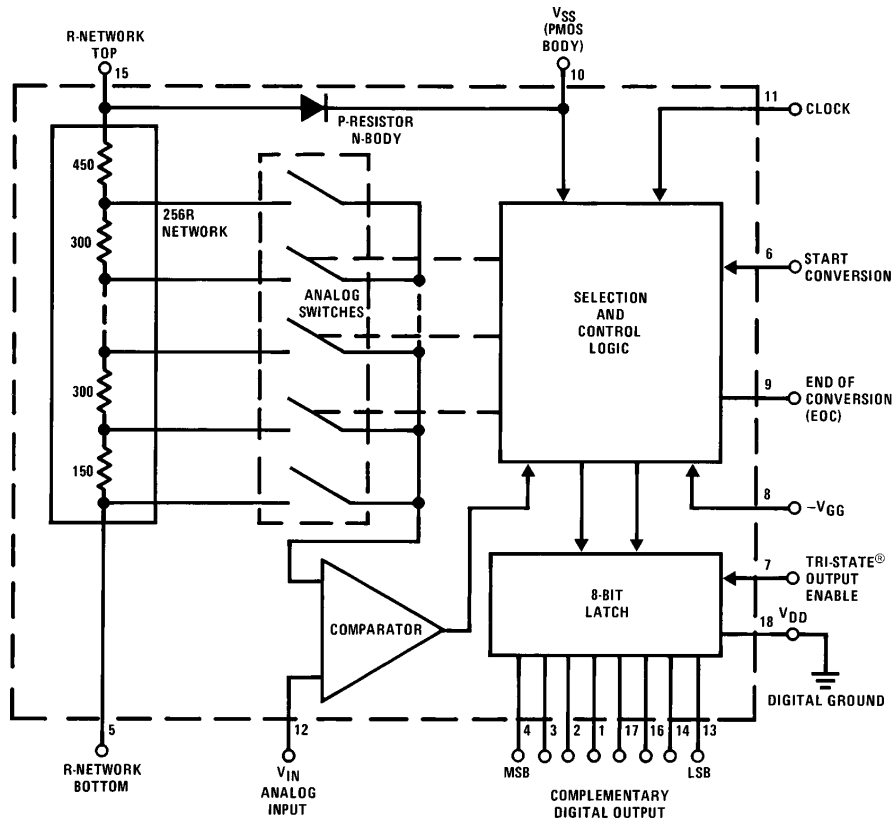 R-NETWORK
TOP
15
VSS
(PMOS
BODY)
10
11
CLOCK
P-RESISTOR
N-BODY
450
256R
NETWORK
300
ANALOG
SWITCHES
300
150
SELECTION
AND
CONTROL
LOGIC
6
START
CONVERSION
9
END OF
CONVERSION
(EOC)
8
-VGG
COMPARATOR
8-BIT
LATCH
7
TRI-STATE®
OUTPUT
ENABLE
18
VDD
DIGITAL GROUND
5
R-NETWORK
BOTTOM
12
VIN
ANALOG
INPUT
4 3 2 1 17 16 14 13
MSB LSB
COMPLEMENTARY
DIGITAL OUTPUT